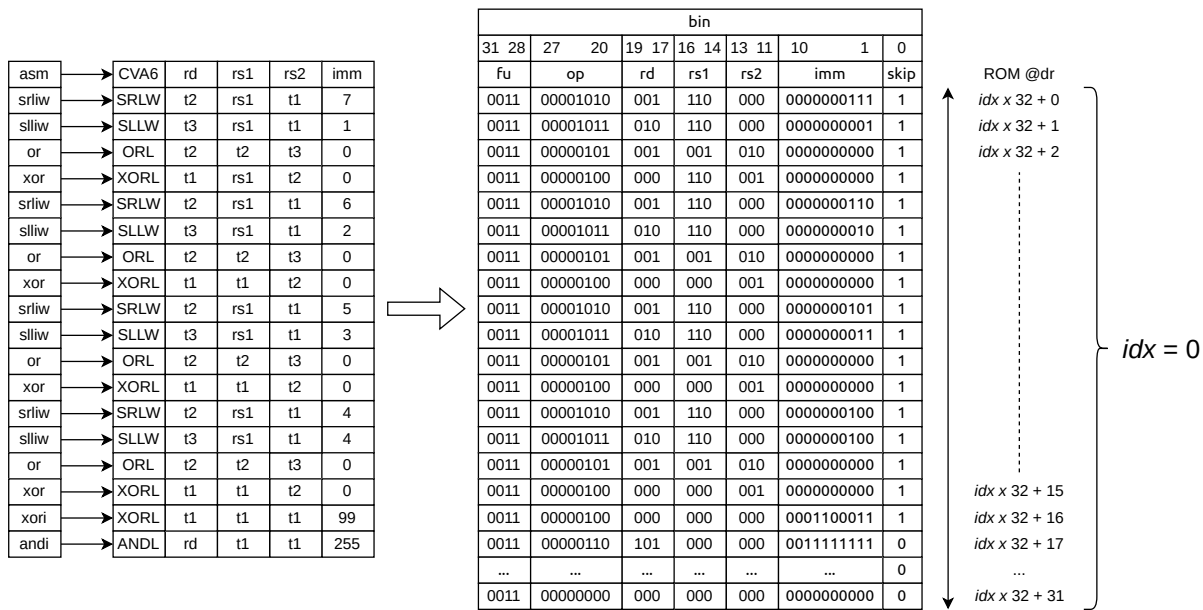 bin
31 28 27 20 19 17 16 14 13 11 10 1 0
asm CVA6 rd rs1 rs2 imm fu op rd rs1 rs2 imm skip ROM @dr
srliw SRLW t2 rs1 t1 7 0011 00001010 001 110 000 0000000111 1 idx x 32 + 0
slliw SLLW t3 rs1 t1 1 0011 00001011 010 110 000 0000000001 1 idx x 32 + 1
or ORL t2 t2 t3 0 0011 00000101 001 001 010 0000000000 1 idx x 32 + 2
xor XORL t1 rs1 t2 0 0011 00000100 000 110 001 0000000000 1
srliw SRLW t2 rs1 t1 6 0011 00001010 001 110 000 0000000110 1
slliw SLLW t3 rs1 t1 2 0011 00001011 010 110 000 0000000010 1
or ORL t2 t2 t3 0 0011 00000101 001 001 010 0000000000 1
xor XORL t1 t1 t2 0 0011 00000100 000 000 001 0000000000 1
srliw SRLW t2 rs1 t1 5 0011 00001010 001 110 000 0000000101 1
slliw SLLW t3 rs1 t1 3 0011 00001011 010 110 000 0000000011 1
idx = 0
or ORL t2 t2 t3 0 0011 00000101 001 001 010 0000000000 1
xor XORL t1 t1 t2 0 0011 00000100 000 000 001 0000000000 1
srliw SRLW t2 rs1 t1 4 0011 00001010 001 110 000 0000000100 1
slliw SLLW t3 rs1 t1 4 0011 00001011 010 110 000 0000000100 1
or ORL t2 t2 t3 0 0011 00000101 001 001 010 0000000000 1
xor XORL t1 t1 t2 0 0011 00000100 000 000 001 0000000000 1 idx x 32 + 15
xori XORL t1 t1 t1 99 0011 00000100 000 000 000 0001100011 1 idx x 32 + 16
andi ANDL rd t1 t1 255 0011 00000110 101 000 000 0011111111 0 idx x 32 + 17
... ... ... ... ... ... 0 ...
0011 00000000 000 000 000 0000000000 0 idx x 32 + 31